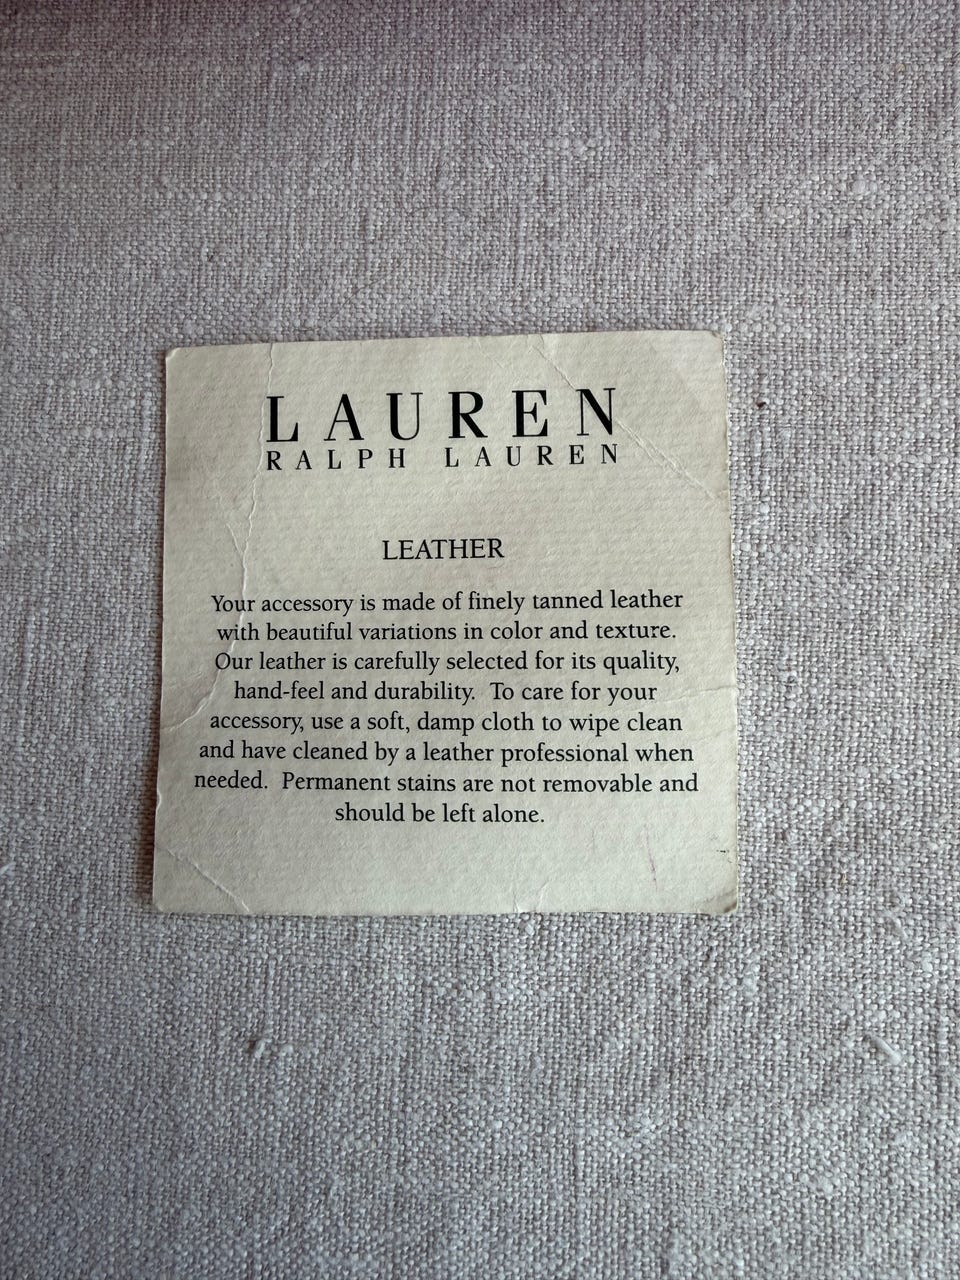 LAUREN
RALPH LAUREN
LEATHER
Your accessory is made of finely tanned leather
with beautiful variations in color and texture.
Our leather is carefully selected for its quality,
hand-feel and durability.  To care for your
accessory, use a soft, damp cloth to wipe clean
and have cleaned by a leather professional when
needed.  Permanent stains are not removable and
should be left alone.